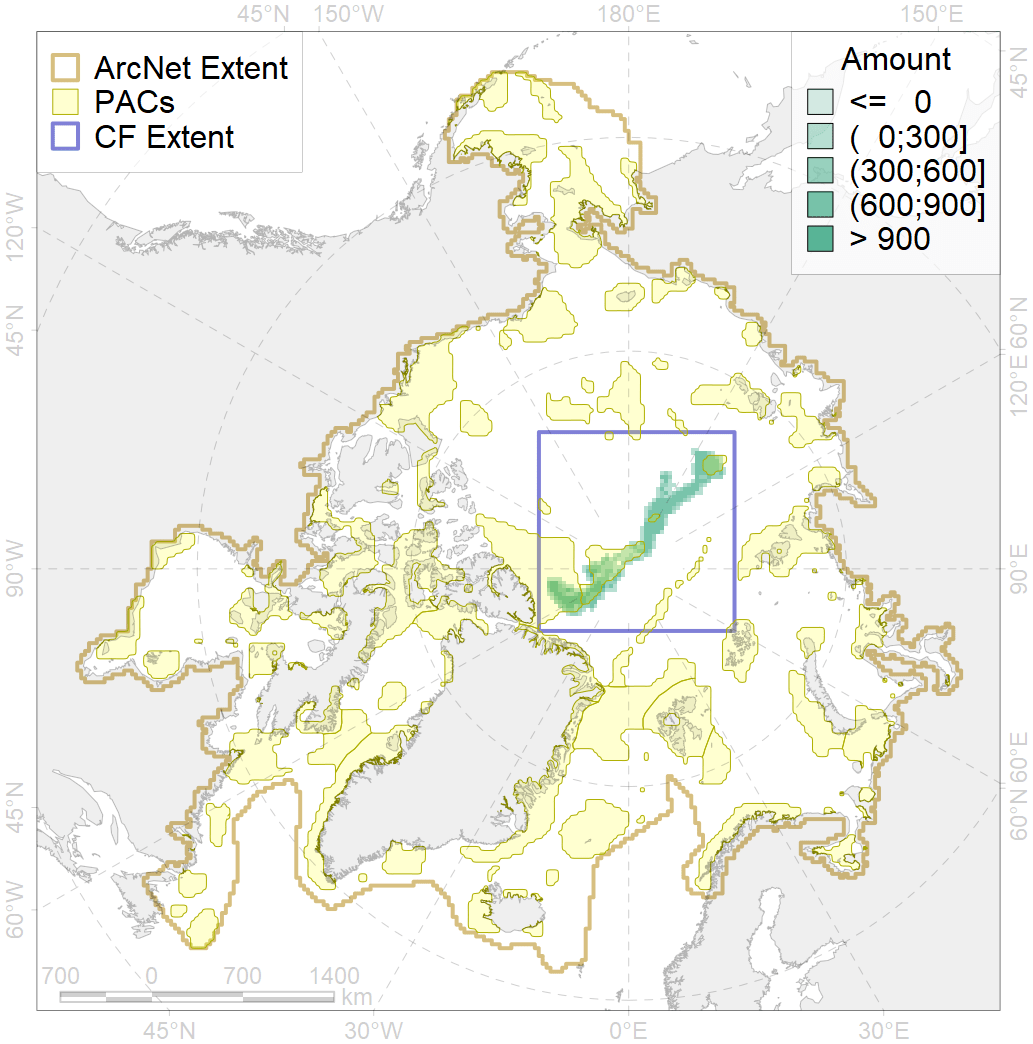 45°N 150°W 180°E 150°E
ArcNet Extent
PACs
CF Extent
Amount
<= 0
( 0;300]
(300;600]
(600;900]
> 900
45°N
120°W
60°N
45°N
120°E
90°W
90°E
60°E
45°N
60°N
60°W
700 0 700 1400
km
45°N 30°W 0°E 30°E